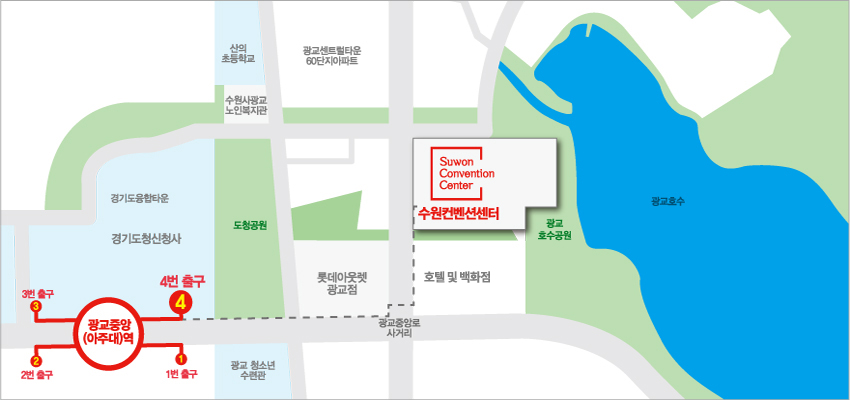 산의
초등학교
광교센트럴타운
60단지아파트
수원시광교
노인복지관
Suwon
Convention
Center
수원컨벤션센터
경기도융합타운
경기도청신청사
도청공원
광교
호수공원
광교호수
롯데아울렛
광교점
호텔 및 백화점
4번 출구
4
3번 출구
3
광교중앙
(아주대)역
광교중앙로
사거리
2
2번 출구
1
1번 출구
광교 청소년
수련관